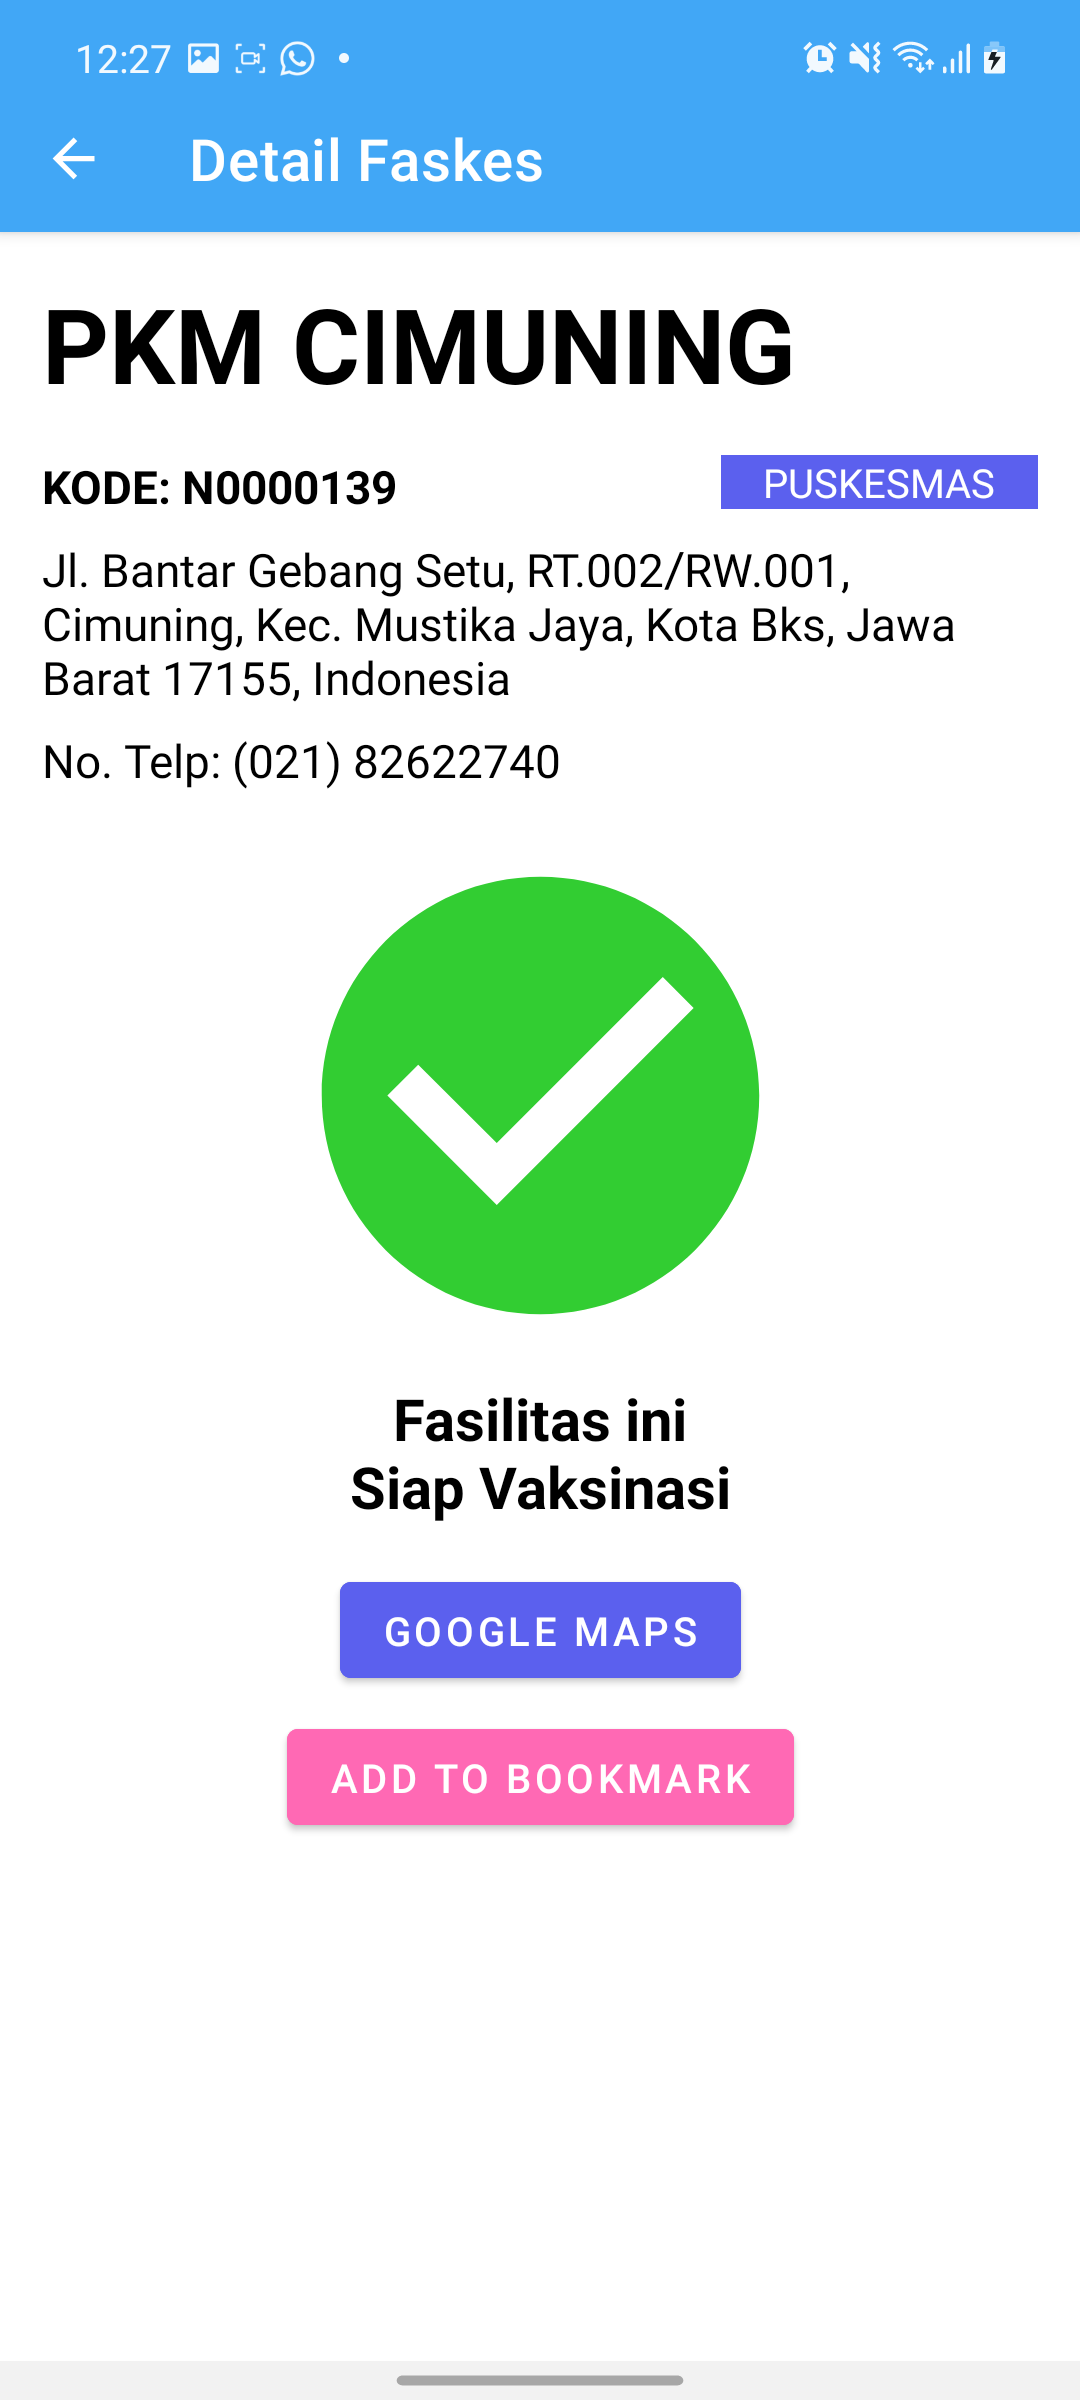 12:27
Detail Faskes
PKM CIMUNING
KODE: N0000139
PUSKESMAS
Jl. Bantar Gebang Setu, RT.002/RW.001,
Cimuning, Kec. Mustika Jaya, Kota Bks, Jawa
Barat 17155, Indonesia
No. Telp: (021) 82622740
Fasilitas ini
Siap Vaksinasi
GOOGLE MAPS
ADD TO BOOKMARK